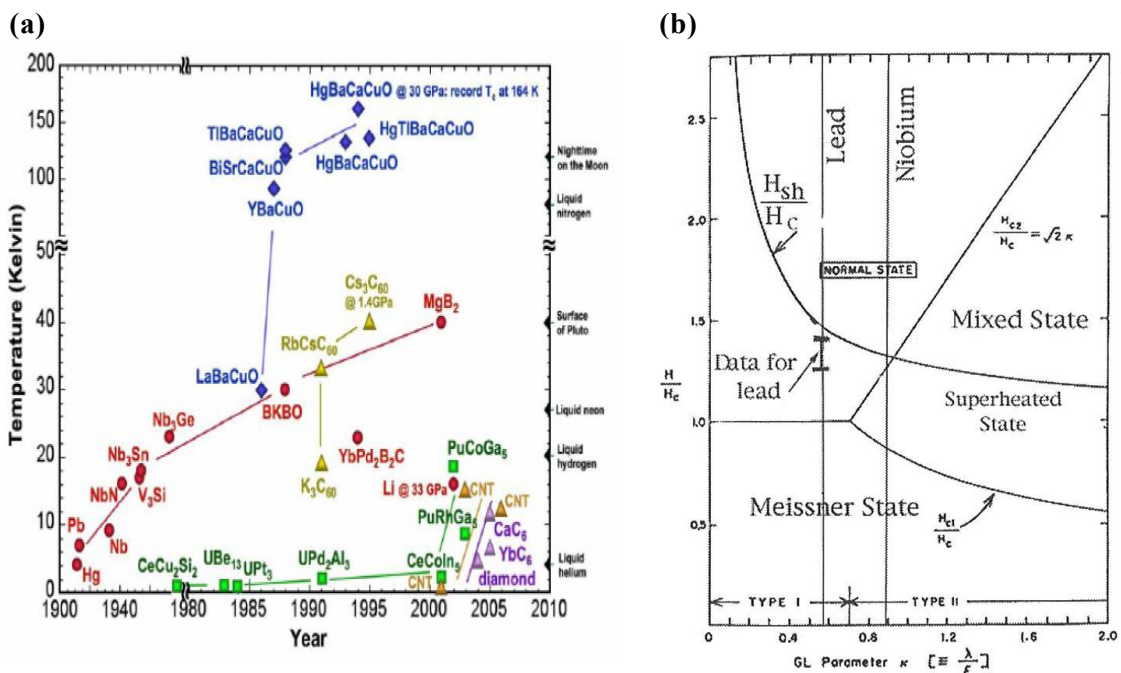 (a)
200
150
100
50
50
40
30
20
10
0
Temperature (Kelvin)
1900
1940
1980
1985
1990
1995
2000
2005
2010
Year
HgBaCaCuO @ 30 GPa: record Tc at 164 K
TlBaCaCuO
HgTlBaCaCuO
BiSrCaCuO
HgBaCaCuO
YBaCuO
Cs3C60
@ 1.4GPa
MgB2
RbCsC60
LaBaCuO
BKBO
Nb3Ge
Nb3Sn
NbN
V3Si
Pb
Nb
Hg
K3C60
YbPd2B2C
PuCoGa5
Li @ 33 GPa
CNT
CNT
PuRhGa5
CaC6
YbC6
diamond
CeCu2Si2
UBe13
UPt3
UPd2Al3
CeCoIn5
CNT
Nighttime
on the Moon
Liquid
nitrogen
Surface
of Pluto
Liquid neon
Liquid
hydrogen
Liquid
helium
(b)
2.5
2.0
1.5
1.0
0.5
H
Hc
Lead
Niobium
Hsh
Hc
Hc2
Hc
= √2 κ
NORMAL STATE
Mixed State
Data for
lead
Superheated
State
Meissner State
Hc1
Hc
TYPE I
TYPE II
0
0.4
0.8
1.2
1.6
2.0
GL Parameter κ [≡ λ/ξ]